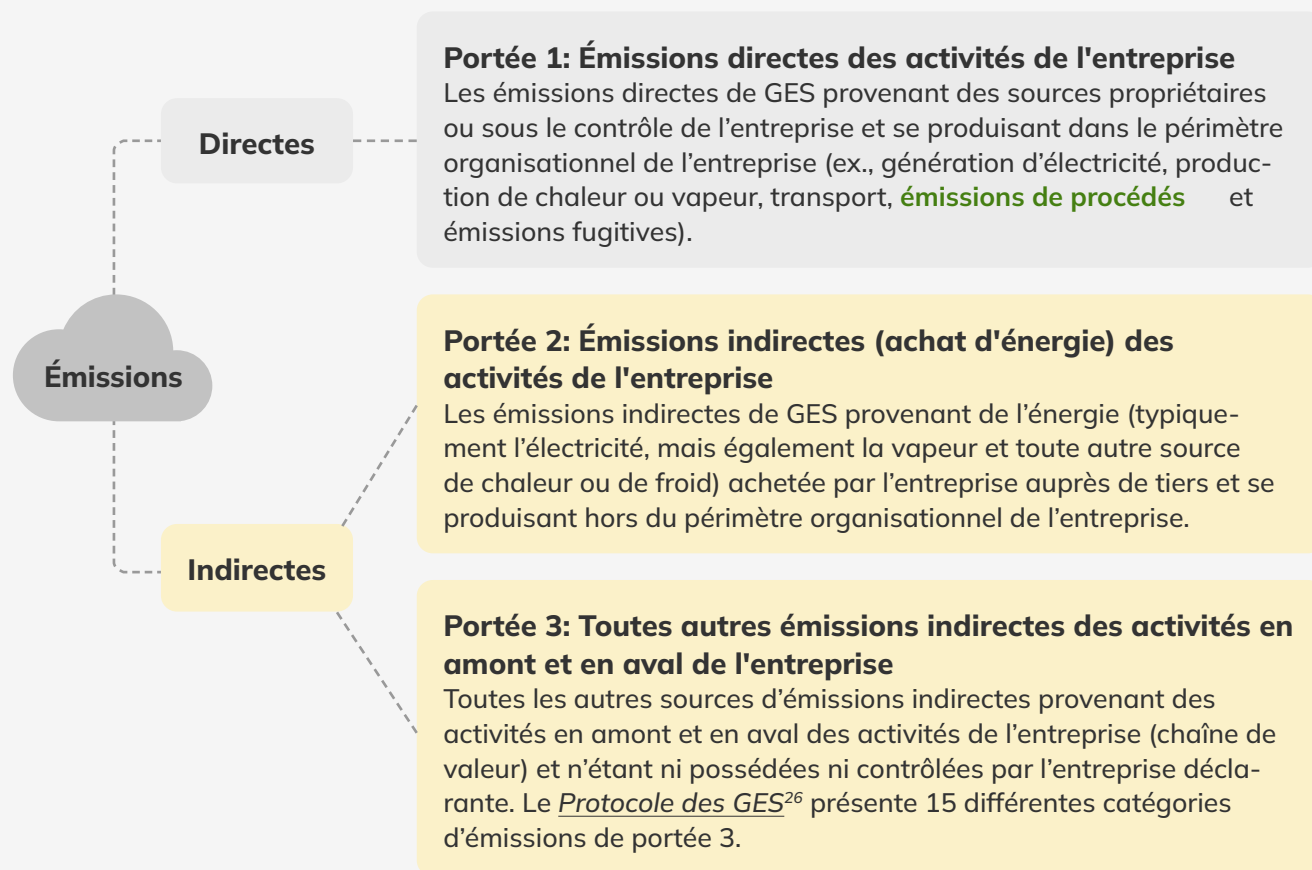 Portée 1: Émissions directes des activités de l'entreprise
Les émissions directes de GES provenant des sources propriétaires
ou sous le contrôle de l’entreprise et se produisant dans le périmètre
organisationnel de l’entreprise (ex., génération d’électricité, produc-
tion de chaleur ou vapeur, transport, émissions de procédés et
émissions fugitives).
Directes
Émissions
Portée 2: Émissions indirectes (achat d'énergie) des
activités de l'entreprise
Les émissions indirectes de GES provenant de l’énergie (typique-
ment l’électricité, mais également la vapeur et toute autre source
de chaleur ou de froid) achetée par l’entreprise auprès de tiers et se
produisant hors du périmètre organisationnel de l’entreprise.
Indirectes
Portée 3: Toutes autres émissions indirectes des activités en
amont et en aval de l'entreprise
Toutes les autres sources d’émissions indirectes provenant des
activités en amont et en aval des activités de l’entreprise (chaîne de
valeur) et n’étant ni possédées ni contrôlées par l’entreprise décla-
rante. Le Protocole des GES26 présente 15 différentes catégories
d’émissions de portée 3.